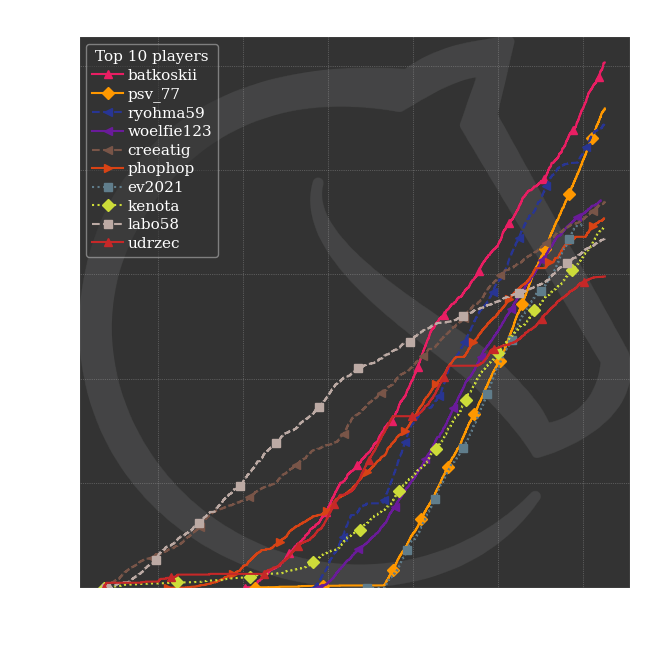 Top 10 players
batkoskii
psv_77
ryohma59
woelfie123
creeatig
phophop
ev2021
kenota
labo58
udrzec